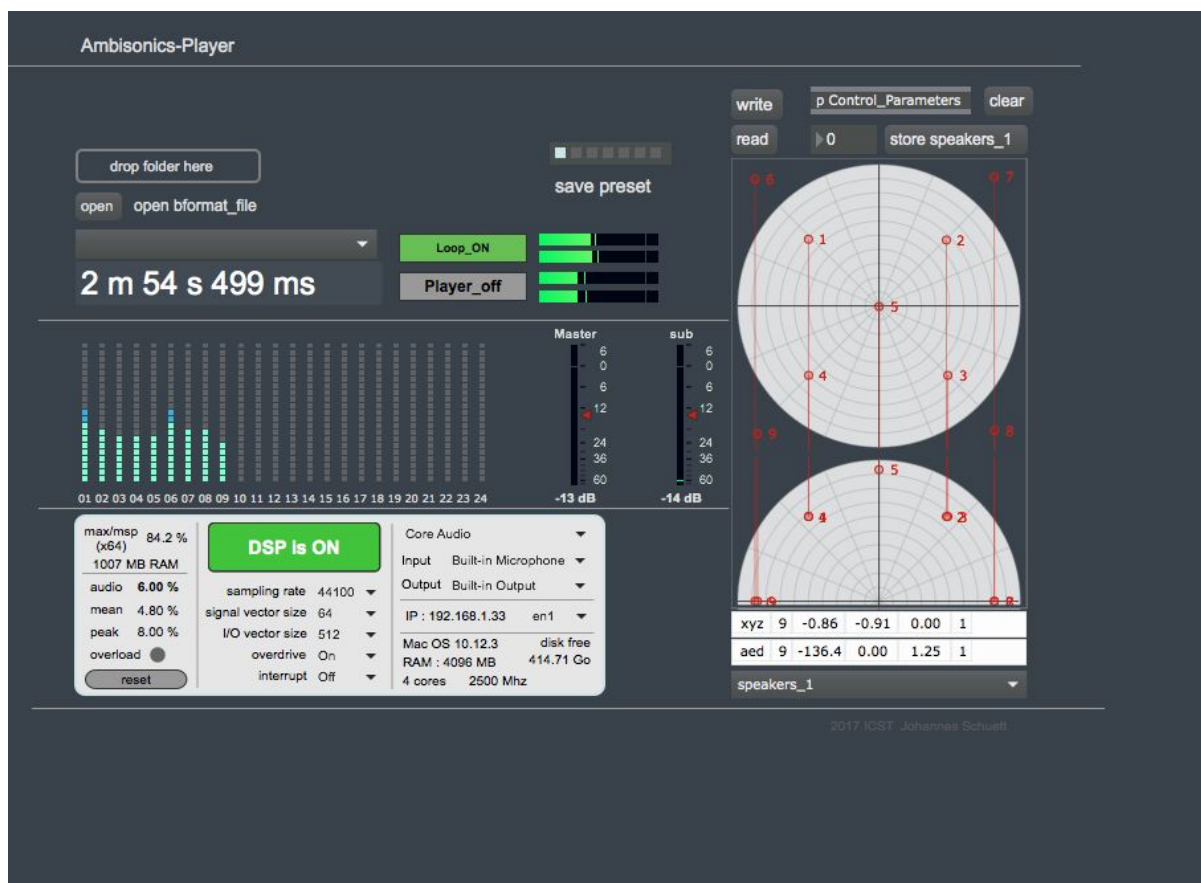 Ambisonics-Player
write
p Control_Parameters
clear
read
0
store speakers_1
drop folder here
save preset
open
open bformat_file
Loop_ON
2 m 54 s 499 ms
Player_off
6
7
1
2
5
4
3
9
8
5
4
Master
sub
6
0
6
12
24
36
60
6
0
6
12
24
36
60
-13 dB
-14 dB
01 02 03 04 05 06 07 08 09 10 11 12 13 14 15 16 17 18 19 20 21 22 23 24
max/msp
(x64)
84.2 %
1007 MB RAM
audio 6.00 %
mean 4.80 %
peak 8.00 %
overload
reset
DSP is ON
sampling rate 44100
signal vector size 64
I/O vector size 512
overdrive On
interrupt Off
Core Audio
Input Built-in Microphone
Output Built-in Output
IP : 192.168.1.33 en1
Mac OS 10.12.3 disk free
RAM : 4096 MB 414.71 Go
4 cores 2500 Mhz
xyz 9 -0.86 -0.91 0.00 1
aed 9 -136.4 0.00 1.25 1
speakers_1
2017 ICST Johannes Schuett